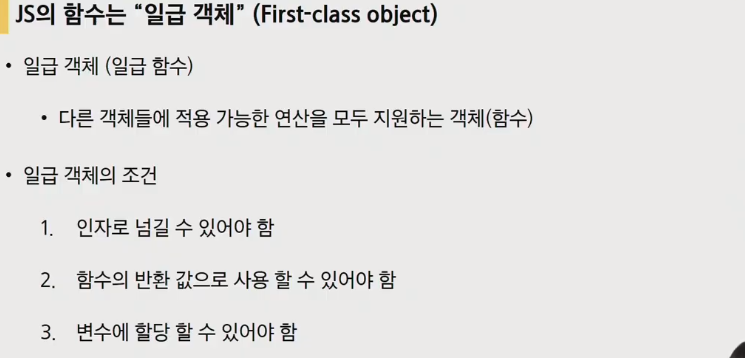 JS의 함수는 “일급 객체” (First-class object)
• 일급 객체 (일급 함수)
• 다른 객체들에 적용 가능한 연산을 모두 지원하는 객체(함수)
• 일급 객체의 조건
1. 인자로 넘길 수 있어야 함
2. 함수의 반환 값으로 사용 할 수 있어야 함
3. 변수에 할당 할 수 있어야 함